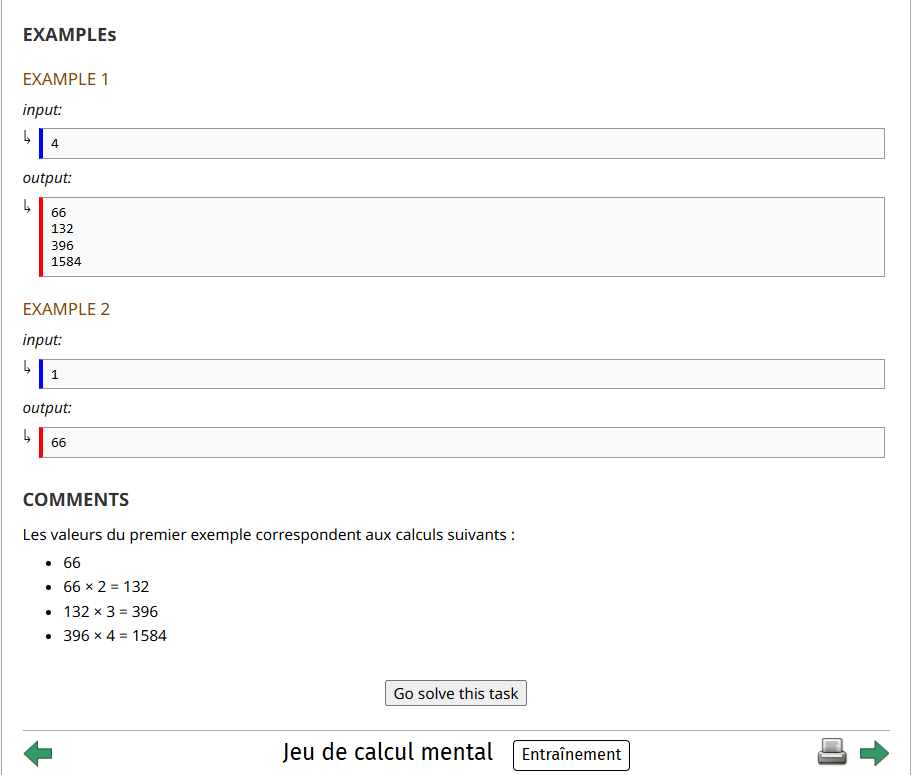 EXAMPLEs
EXAMPLE 1
input:
4
output:
66
132
396
1584
EXAMPLE 2
input:
1
output:
66
COMMENTS
Les valeurs du premier exemple correspondent aux calculs suivants :
• 66
• 66 × 2 = 132
• 132 × 3 = 396
• 396 × 4 = 1584
Go solve this task
Jeu de calcul mental Entraînement